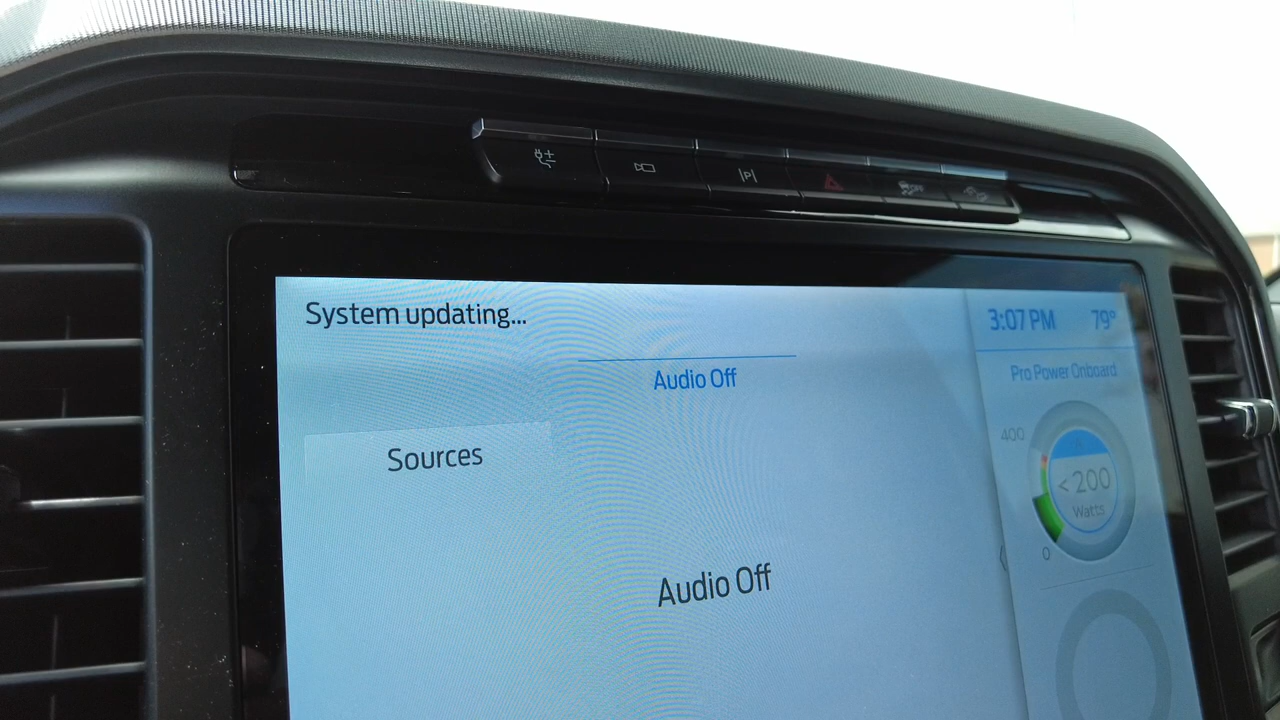 System updating...
3:07 PM 79°
Audio Off
Pro Power Onboard
400
Sources
< 200
Watts
0
Audio Off